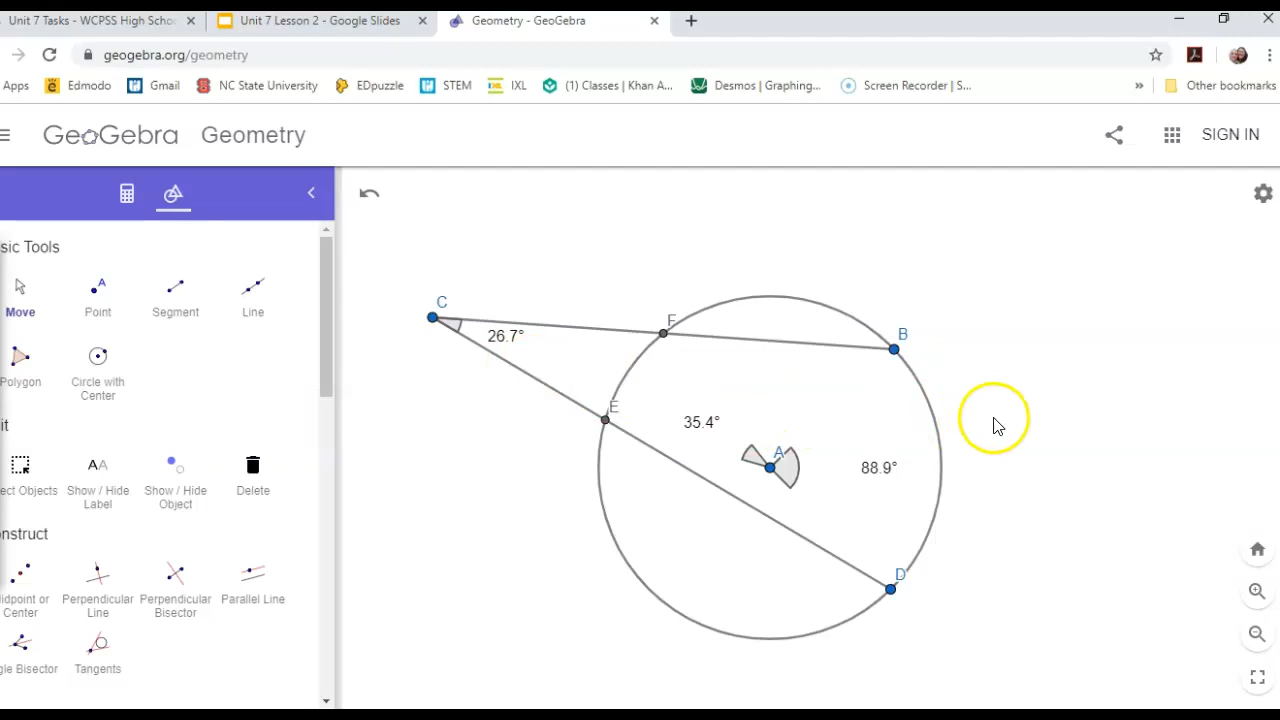 Unit 7 Tasks - WCPSS High Schoo
Unit 7 Lesson 2 - Google Slides
Geometry - GeoGebra
geogebra.org/geometry
Apps
Edmodo
Gmail
NC State University
EDpuzzle
STEM
IXL
(1) Classes | Khan A...
Desmos | Graphing...
Screen Recorder | S...
»
Other bookmarks
GeoGebra Geometry
SIGN IN
sic Tools
Move
Point
Segment
Line
Polygon
Circle with
Center
it
ect Objects
Show / Hide
Label
Show / Hide
Object
Delete
onstruct
idpoint or
Center
Perpendicular
Line
Perpendicular
Bisector
Parallel Line
gle Bisector
Tangents
C
26.7°
F
B
E
35.4°
A
88.9°
D